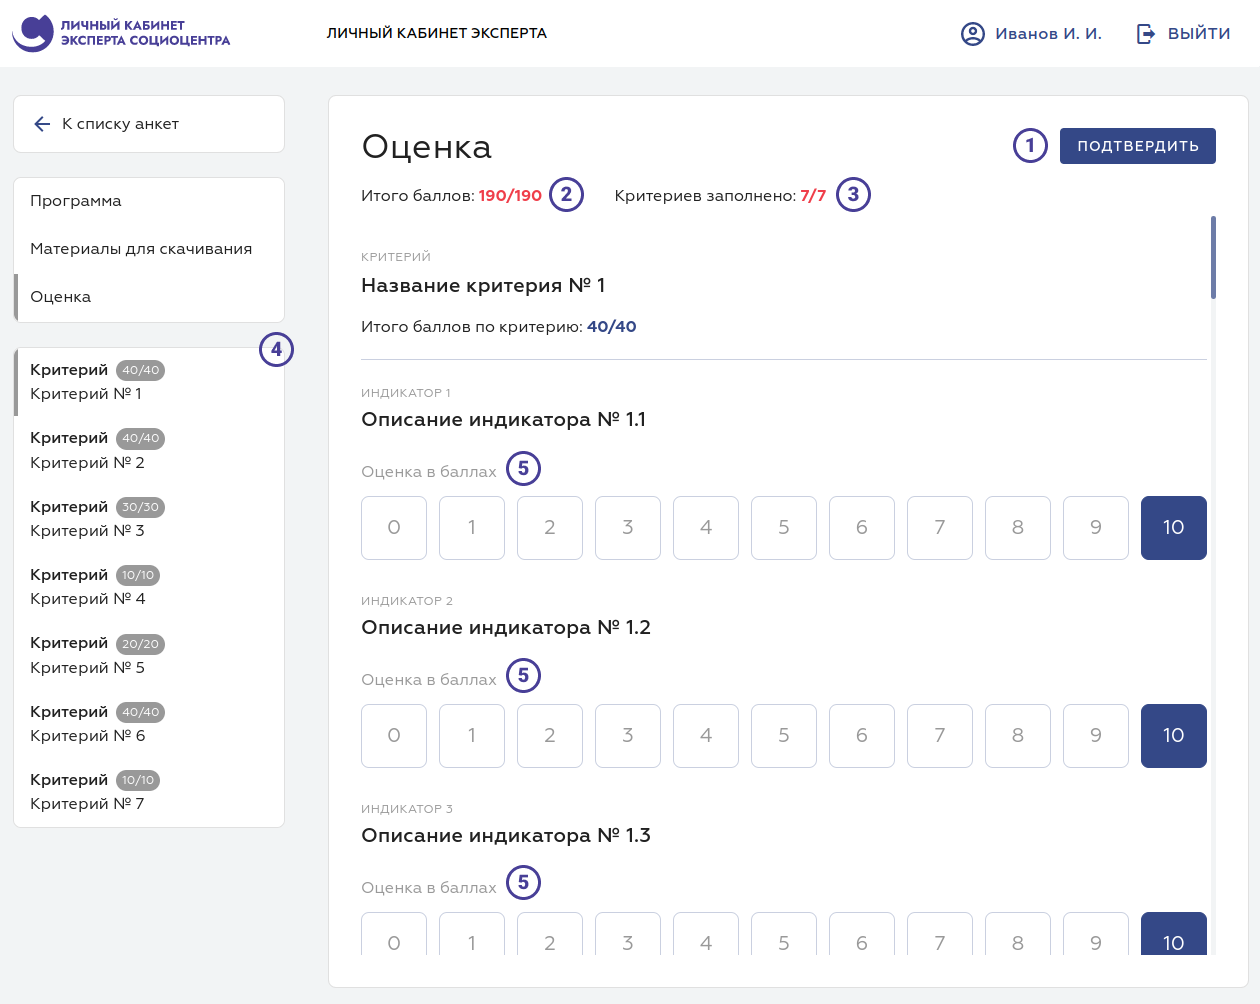 ЛИЧНЫЙ КАБИНЕТ
ЭКСПЕРТА СОЦИОЦЕНТРА
ЛИЧНЫЙ КАБИНЕТ ЭКСПЕРТА
Иванов И. И.
ВЫЙТИ
К списку анкет
Программа
Материалы для скачивания
Оценка
4
Критерий 40/40
Критерий № 1
Критерий 40/40
Критерий № 2
Критерий 30/30
Критерий № 3
Критерий 10/10
Критерий № 4
Критерий 20/20
Критерий № 5
Критерий 40/40
Критерий № 6
Критерий 10/10
Критерий № 7
Оценка
1 ПОДТВЕРДИТЬ
Итого баллов: 190/190 2 Критериев заполнено: 7/7 3
КРИТЕРИЙ
Название критерия № 1
Итого баллов по критерию: 40/40
ИНДИКАТОР 1
Описание индикатора № 1.1
Оценка в баллах 5
0 1 2 3 4 5 6 7 8 9 10
ИНДИКАТОР 2
Описание индикатора № 1.2
Оценка в баллах 5
0 1 2 3 4 5 6 7 8 9 10
ИНДИКАТОР 3
Описание индикатора № 1.3
Оценка в баллах 5
0 1 2 3 4 5 6 7 8 9 10